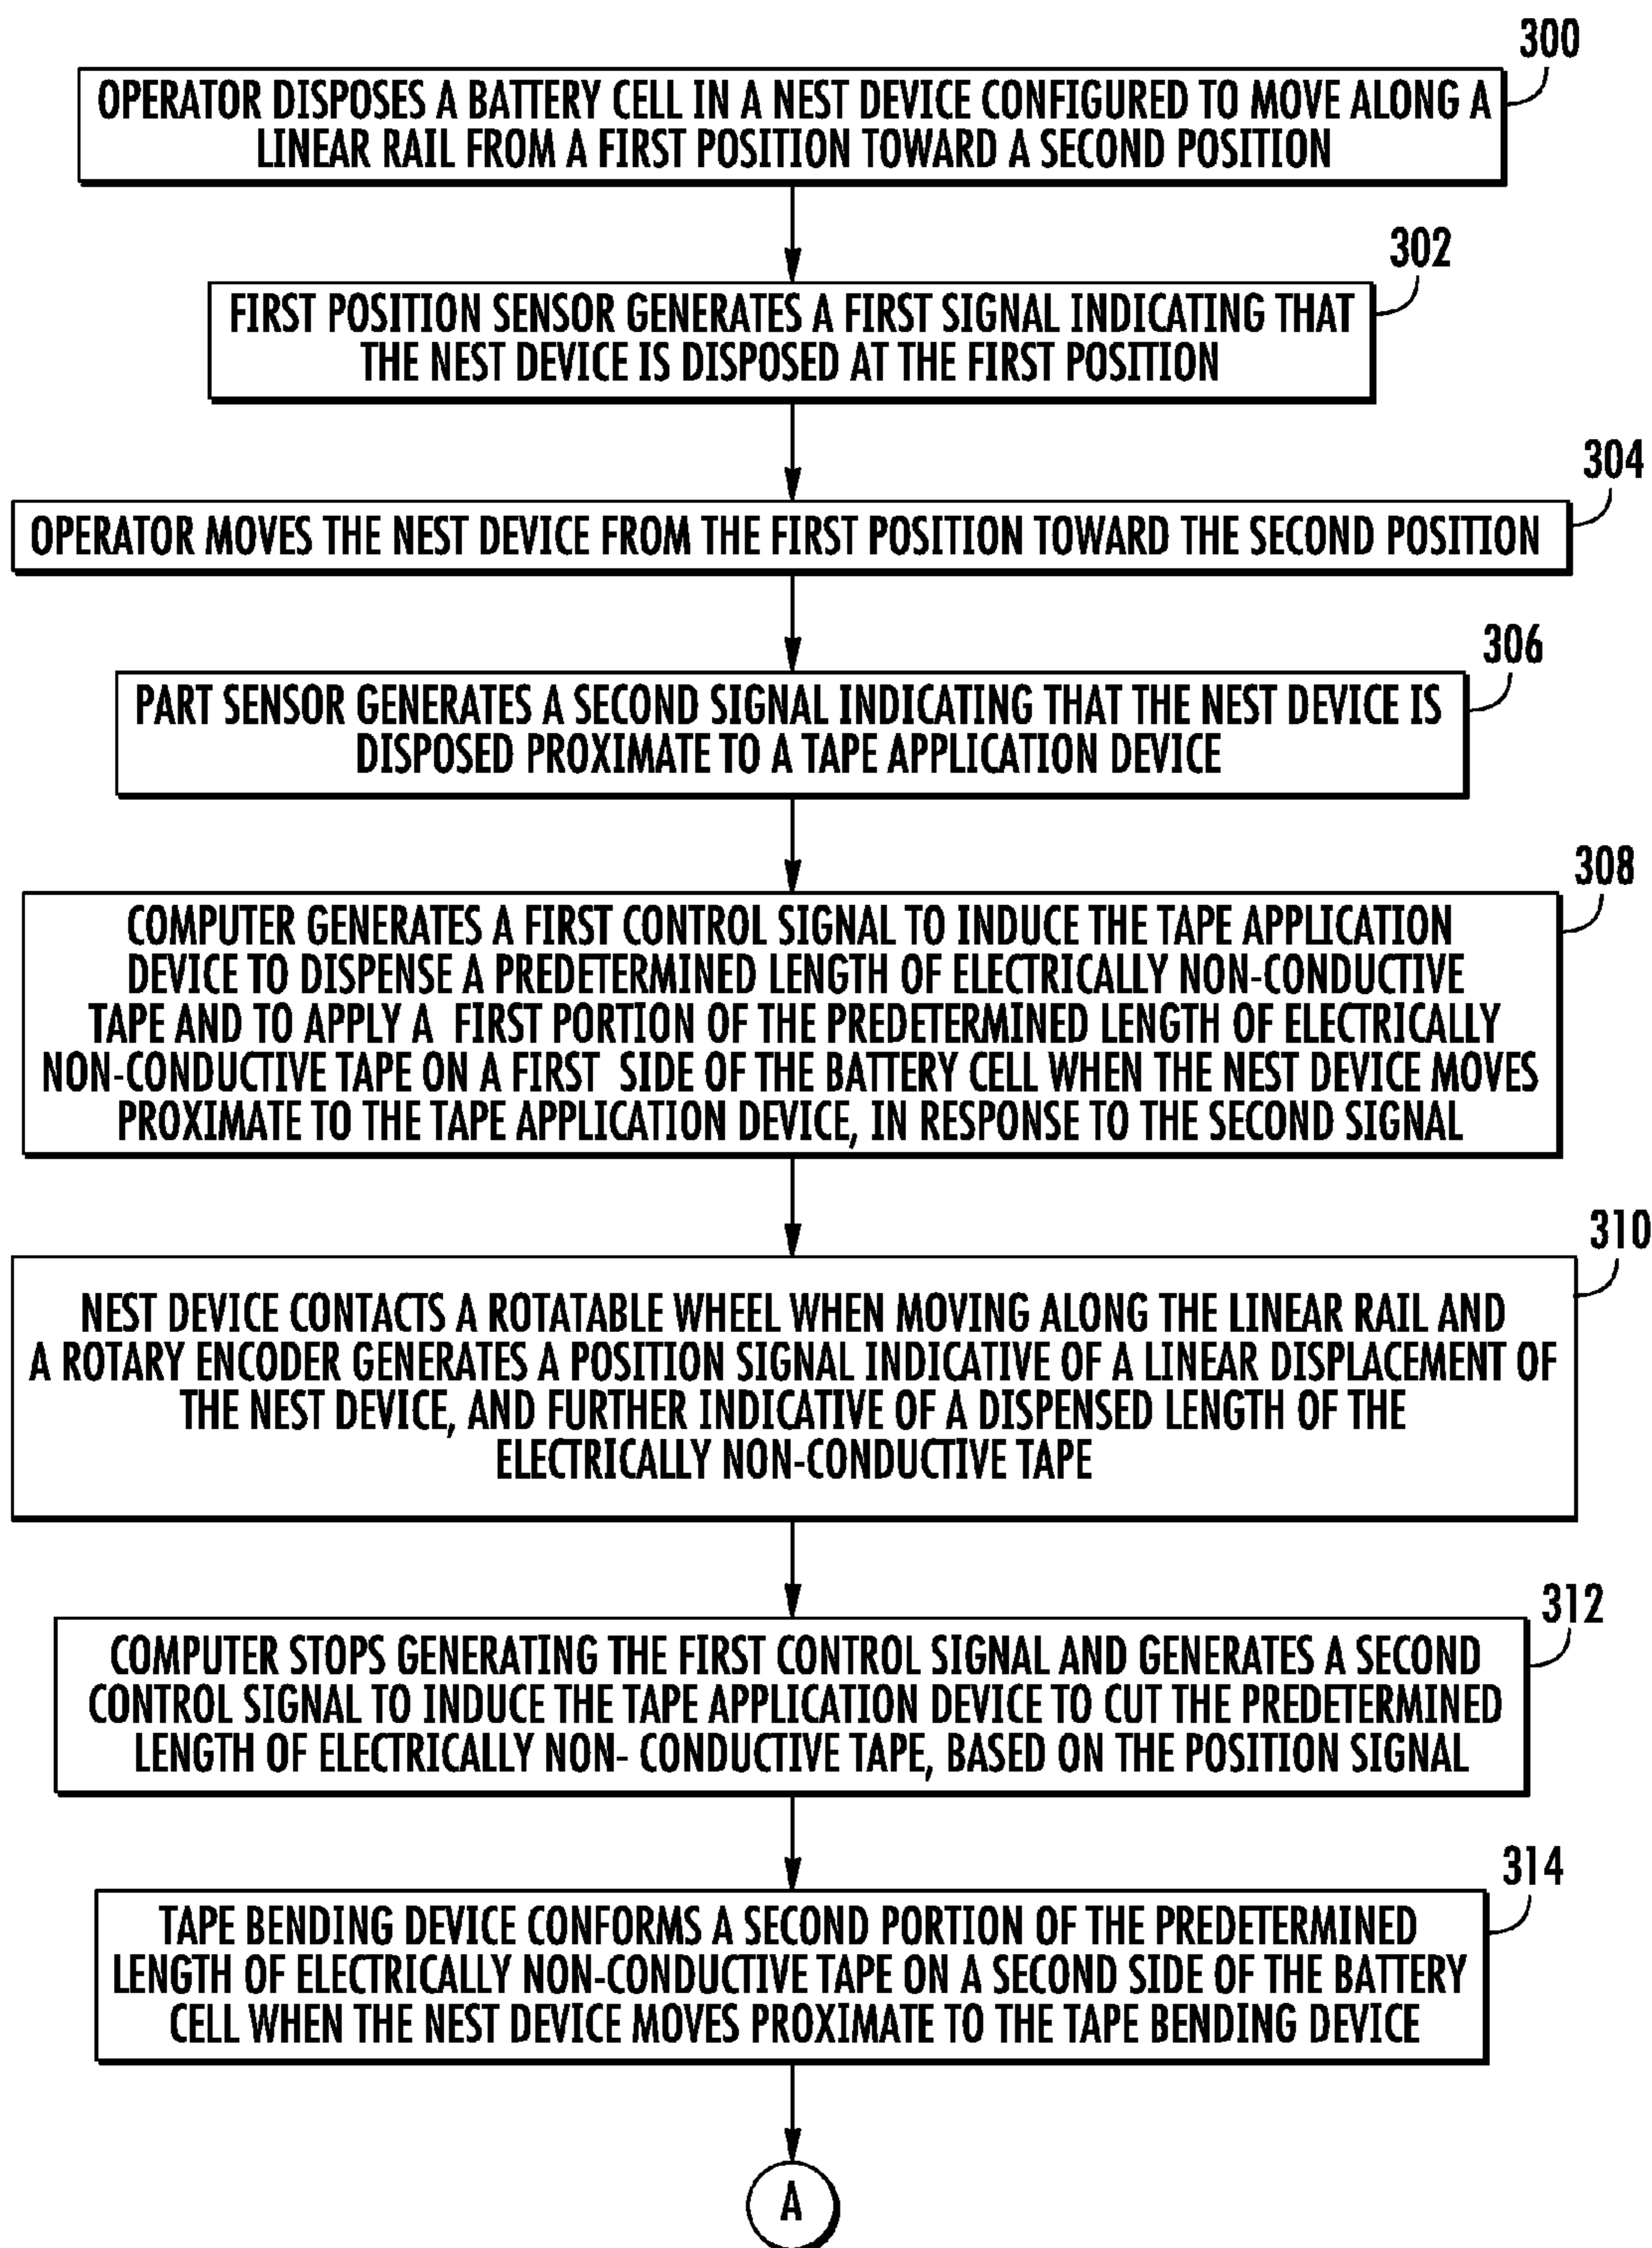 300
OPERATOR DISPOSES A BATTERY CELL IN A NEST DEVICE CONFIGURED TO MOVE ALONG A
LINEAR RAIL FROM A FIRST POSITION TOWARD A SECOND POSITION
302
FIRST POSITION SENSOR GENERATES A FIRST SIGNAL INDICATING THAT
THE NEST DEVICE IS DISPOSED AT THE FIRST POSITION
304
OPERATOR MOVES THE NEST DEVICE FROM THE FIRST POSITION TOWARD THE SECOND POSITION
306
PART SENSOR GENERATES A SECOND SIGNAL INDICATING THAT THE NEST DEVICE IS
DISPOSED PROXIMATE TO A TAPE APPLICATION DEVICE
308
COMPUTER GENERATES A FIRST CONTROL SIGNAL TO INDUCE THE TAPE APPLICATION
DEVICE TO DISPENSE A PREDETERMINED LENGTH OF ELECTRICALLY NON-CONDUCTIVE
TAPE AND TO APPLY A FIRST PORTION OF THE PREDETERMINED LENGTH OF ELECTRICALLY
NON-CONDUCTIVE TAPE ON A FIRST SIDE OF THE BATTERY CELL WHEN THE NEST DEVICE MOVES
PROXIMATE TO THE TAPE APPLICATION DEVICE, IN RESPONSE TO THE SECOND SIGNAL
310
NEST DEVICE CONTACTS A ROTATABLE WHEEL WHEN MOVING ALONG THE LINEAR RAIL AND
A ROTARY ENCODER GENERATES A POSITION SIGNAL INDICATIVE OF A LINEAR DISPLACEMENT OF
THE NEST DEVICE, AND FURTHER INDICATIVE OF A DISPENSED LENGTH OF THE
ELECTRICALLY NON-CONDUCTIVE TAPE
312
COMPUTER STOPS GENERATING THE FIRST CONTROL SIGNAL AND GENERATES A SECOND
CONTROL SIGNAL TO INDUCE THE TAPE APPLICATION DEVICE TO CUT THE PREDETERMINED
LENGTH OF ELECTRICALLY NON- CONDUCTIVE TAPE, BASED ON THE POSITION SIGNAL
314
TAPE BENDING DEVICE CONFORMS A SECOND PORTION OF THE PREDETERMINED
LENGTH OF ELECTRICALLY NON-CONDUCTIVE TAPE ON A SECOND SIDE OF THE BATTERY
CELL WHEN THE NEST DEVICE MOVES PROXIMATE TO THE TAPE BENDING DEVICE
A